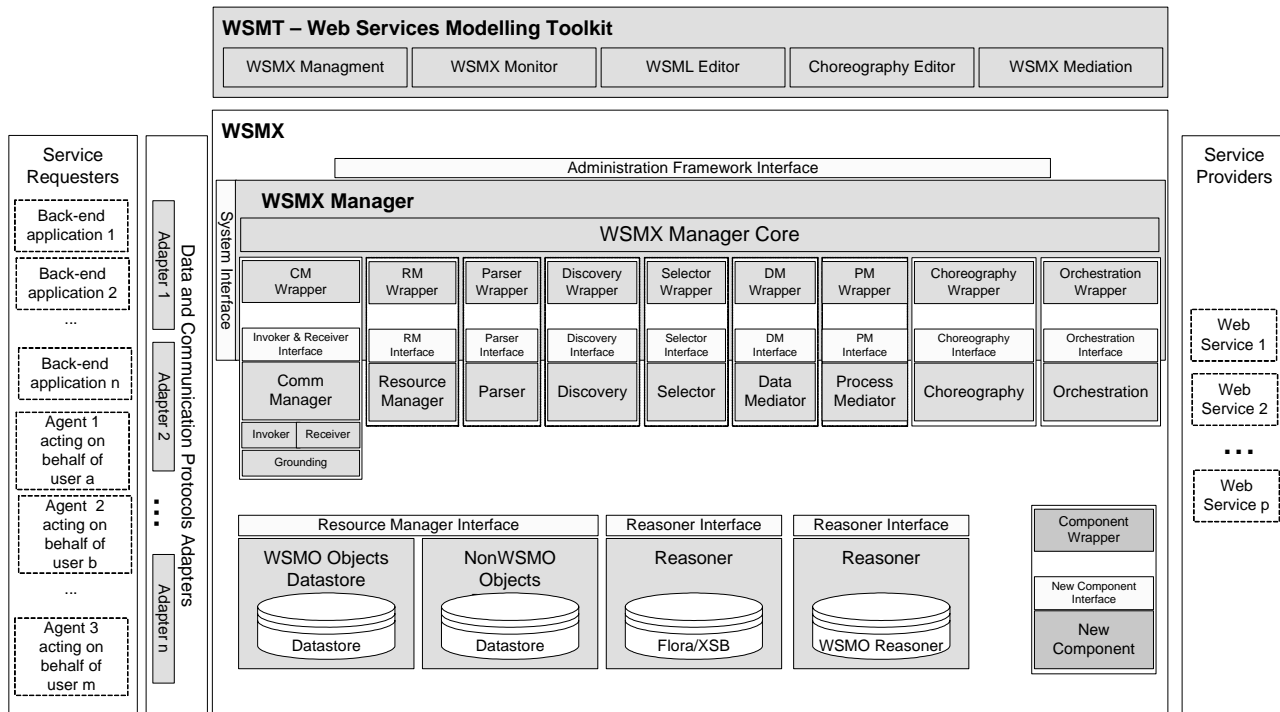 WSMT – Web Services Modelling Toolkit
WSMX Managment
WSMX Monitor
WSML Editor
Choreography Editor
WSMX Mediation
Service
Requesters
Back-end
application 1
Back-end
application 2
...
Back-end
application n
Agent 1
acting on
behalf of
user a
Agent 2
acting on
behalf of
user b
...
Agent 3
acting on
behalf of
user m
Adapter 1
Adapter 2
...
Adapter n
Data and Communication Protocols Adapters
WSMX
Administration Framework Interface
System Interface
WSMX Manager
WSMX Manager Core
CM
Wrapper
RM
Wrapper
Parser
Wrapper
Discovery
Wrapper
Selector
Wrapper
DM
Wrapper
PM
Wrapper
Choreography
Wrapper
Orchestration
Wrapper
Invoker & Receiver
Interface
RM
Interface
Parser
Interface
Discovery
Interface
Selector
Interface
DM
Interface
PM
Interface
Choreography
Interface
Orchestration
Interface
Comm
Manager
Resource
Manager
Parser
Discovery
Selector
Data
Mediator
Process
Mediator
Choreography
Orchestration
Invoker
Receiver
Grounding
Resource Manager Interface
Reasoner Interface
Reasoner Interface
WSMO Objects
Datastore
NonWSMO
Objects
Reasoner
Reasoner
Datastore
Datastore
Flora/XSB
WSMO Reasoner
Component
Wrapper
New Component
Interface
New
Component
Service
Providers
Web
Service 1
Web
Service 2
...
Web
Service p